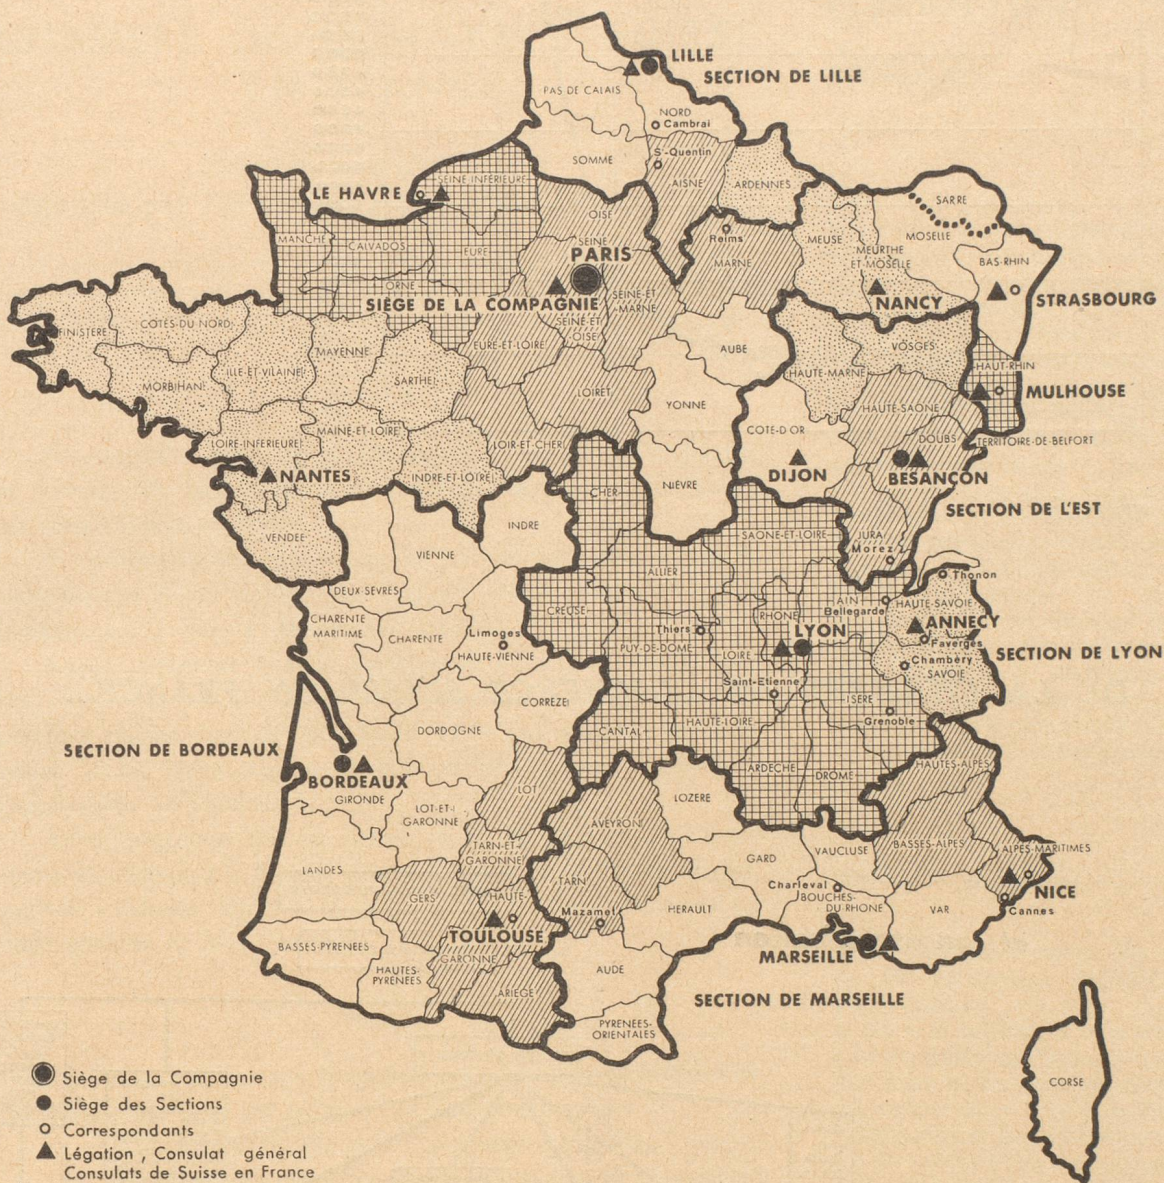 LILLE
SECTION DE LILLE
PAS DE CALAIS
NORD
Cambrai
SOMME
St-Quentin
AISNE
ARDENNES
LE HAVRE
SEINE INFÉRIEURE
OISE
SARRE
MOSELLE
MANCHE
CALVADOS
EURE
SEINE
Reims
MARNE
MEUSE
MEURTHE
ET-MOSELLE
BAS-RHIN
PARIS
ORNE
SIÈGE DE LA COMPAGNIE
SEINE-ET
-MARNE
SEINE-ET
OISE
NANCY
STRASBOURG
FINISTERE
COTES-DU NORD
MAYENNE
EURE-ET-LOIRE
AUBE
VOSGES
MORBIHAN
ILLE-ET VILAINE
SARTHE
LOIRET
HAUTE-MARNE
HAUT-RHIN
MULHOUSE
YONNE
HAUTE-SAONE
LOIRE-INFERIEURE
MAINE-ET-LOIRE
LOIR-ET-CHER
COTE-D'OR
DOUBS
TERRITOIRE-DE-BELFORT
NANTES
INDRE-ET-LOIRE
CHER
NIÈVRE
DIJON
BESANÇON
SECTION DE L'EST
VENDEE
INDRE
SAONE-ET-LOIRE
JURA
Morez
VIENNE
ALLIER
Thonon
DEUX-SEVRES
CREUSE
AIN
Bellegarde
HAUTE-SAVOIE
CHARENTE
MARITIME
CHARENTE
Limoges
HAUTE-VIENNE
Thiers
PUY-DE-DOME
RHONE
LOIRE
LYON
ANNECY
Faverges
Chambéry
SAVOIE
SECTION DE LYON
Saint-Etienne
CORREZE
ISERE
Grenoble
DORDOGNE
CANTAL
HAUTE-LOIRE
SECTION DE BORDEAUX
BORDEAUX
GIRONDE
ARDECHE
DROME
HAUTES-ALPES
LOT
LOZERE
LOT-ET-
GARONNE
AVEYRON
TARN-ET-
GARONNE
LANDES
GARD
VAUCLUSE
BASSES-ALPES
ALPES-MARITIMES
GERS
HAUTE-
TARN
Charleval
BOUCHES-
DU-RHONE
NICE
Cannes
Mazamet
HERAULT
VAR
TOULOUSE
GARONNE
BASSES-PYRENEES
MARSEILLE
HAUTES-
PYRENEES
ARIEGE
AUDE
SECTION DE MARSEILLE
PYRENEES-
ORIENTALES
CORSE
Siège de la Compagnie
Siège des Sections
Correspondants
Légation, Consulat général
Consulats de Suisse en France